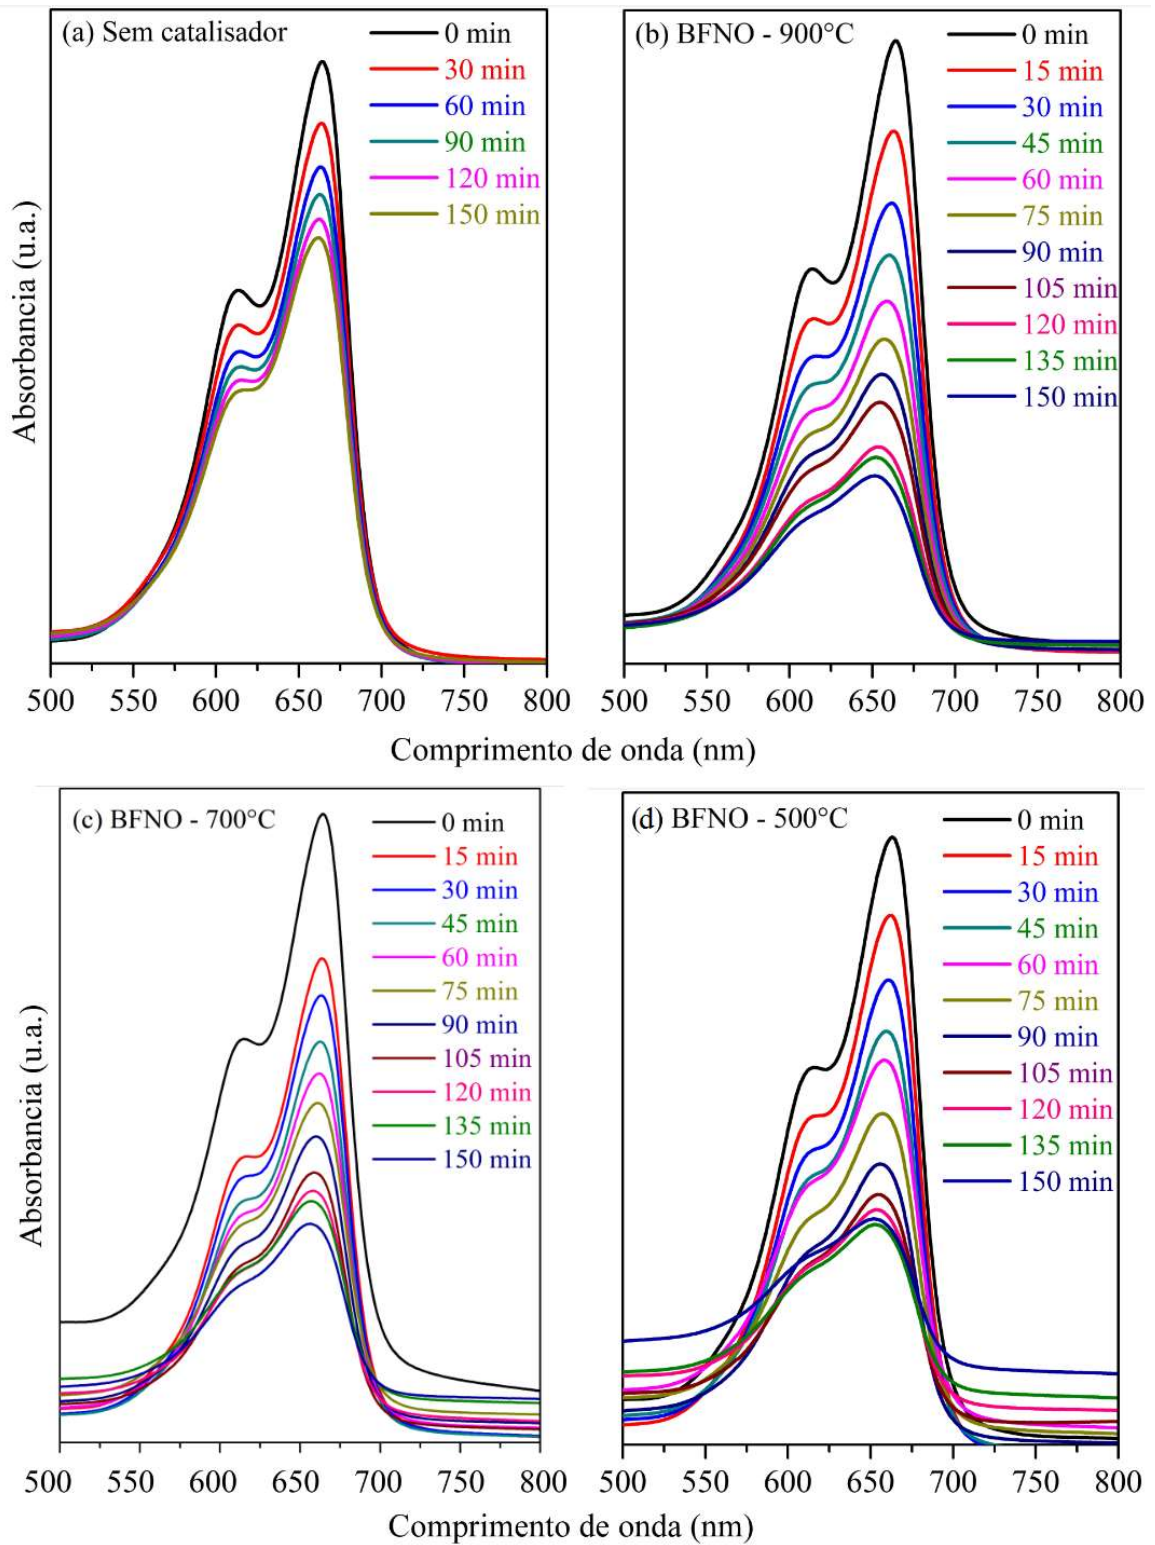 (a) Sem catalisador
0 min
30 min
60 min
90 min
120 min
150 min
Absorbancia (u.a.)
500 550 600 650 700 750 800
(b) BFNO - 900°C
0 min
15 min
30 min
45 min
60 min
75 min
90 min
105 min
120 min
135 min
150 min
500 550 600 650 700 750 800
Comprimento de onda (nm)
(c) BFNO - 700°C
0 min
15 min
30 min
45 min
60 min
75 min
90 min
105 min
120 min
135 min
150 min
Absorbancia (u.a.)
500 550 600 650 700 750 800
(d) BFNO - 500°C
0 min
15 min
30 min
45 min
60 min
75 min
90 min
105 min
120 min
135 min
150 min
500 550 600 650 700 750 800
Comprimento de onda (nm)